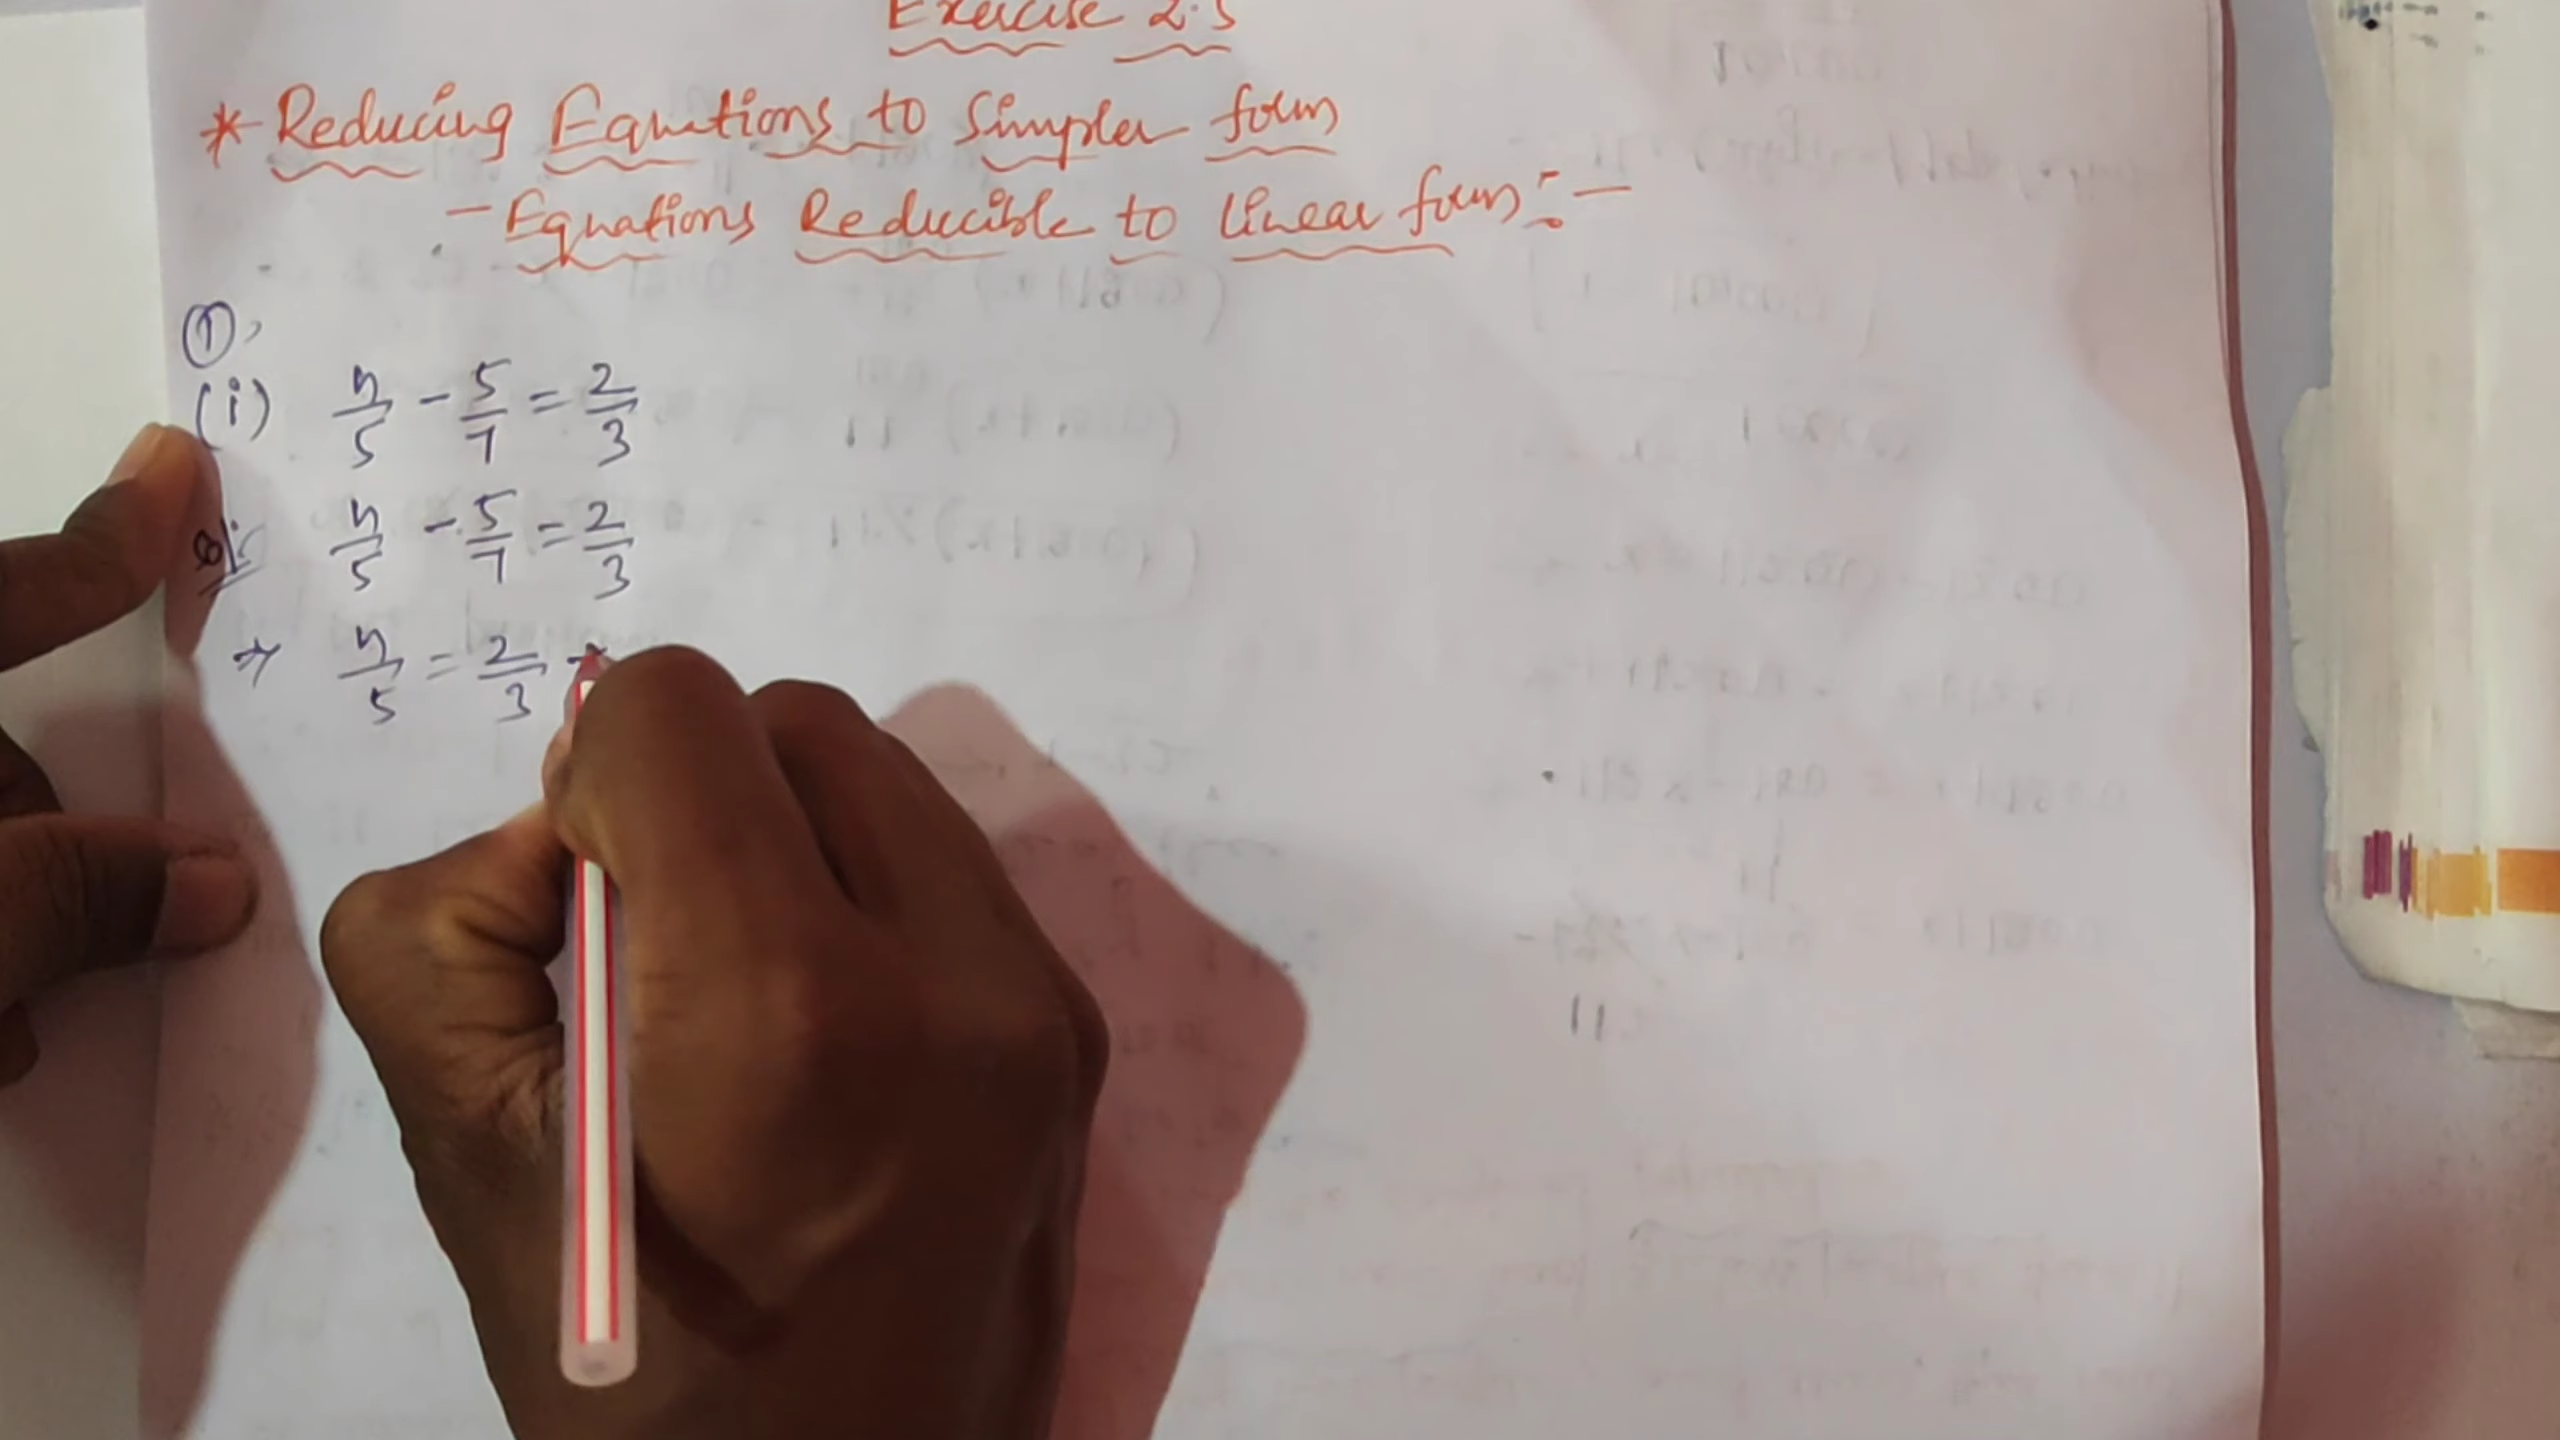 Exercise 2.5
* Reducing Equations to Simpler form
- Equations Reducible to linear form :-
①,
(i) n/5 - 5/7 = 2/3
Sol: n/5 - 5/7 = 2/3
⇒ n/5 = 2/3 +